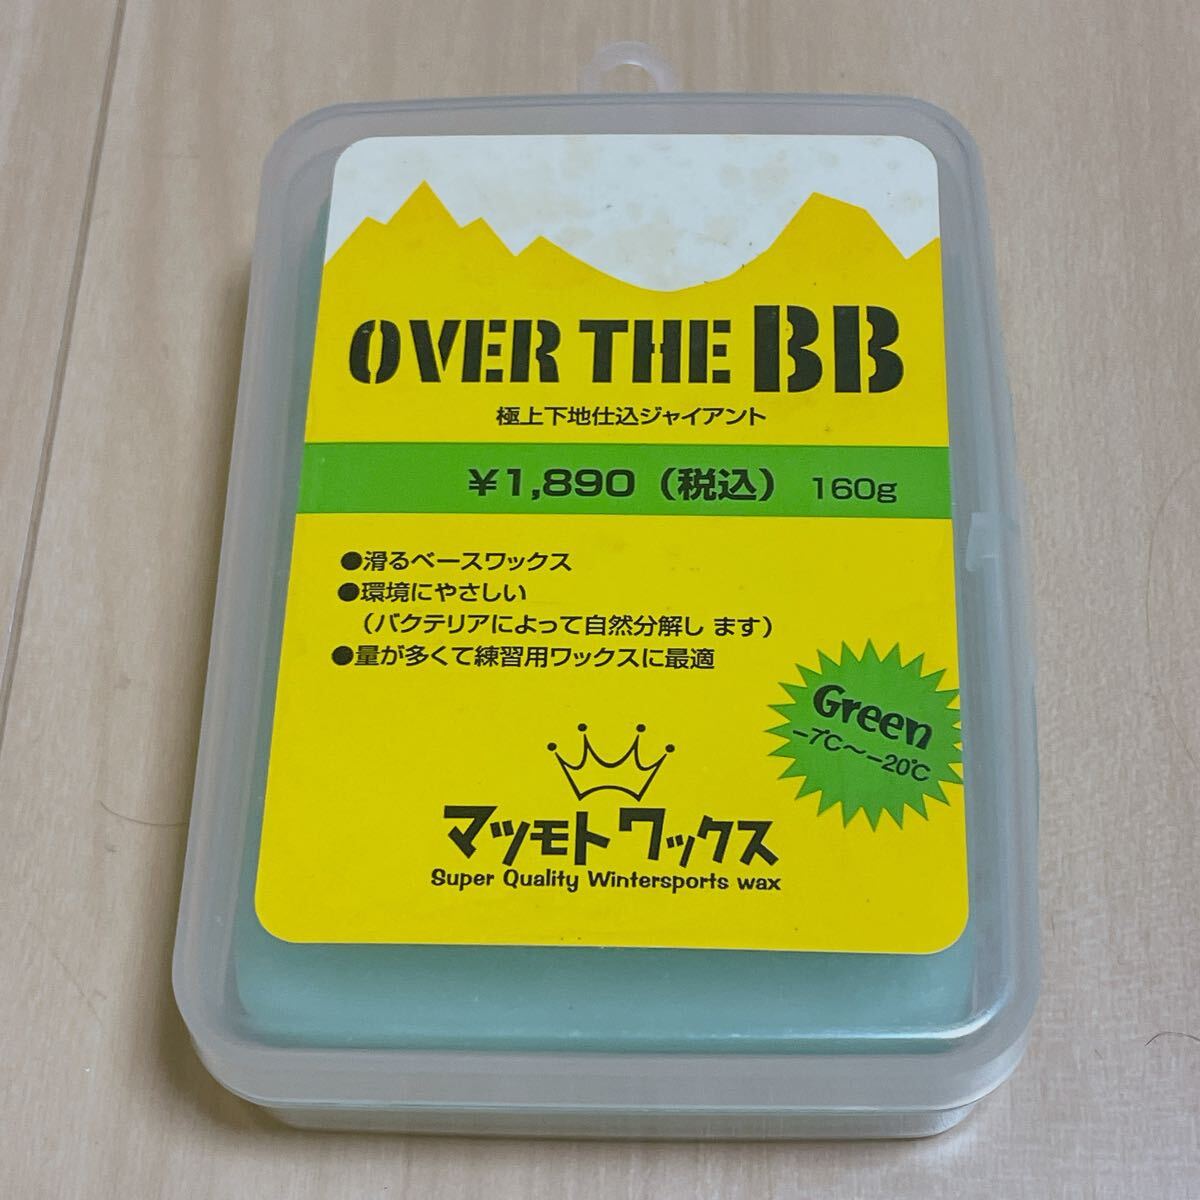 OVER THE BB
極上下地仕込ジャイアント
¥1,890（税込） 160g
●滑るベースワックス
●環境にやさしい
（バクテリアによって自然分解し ます）
●量が多くて練習用ワックスに最適
Green
-7℃～-20℃
マツモトワックス
Super Quality Wintersports wax